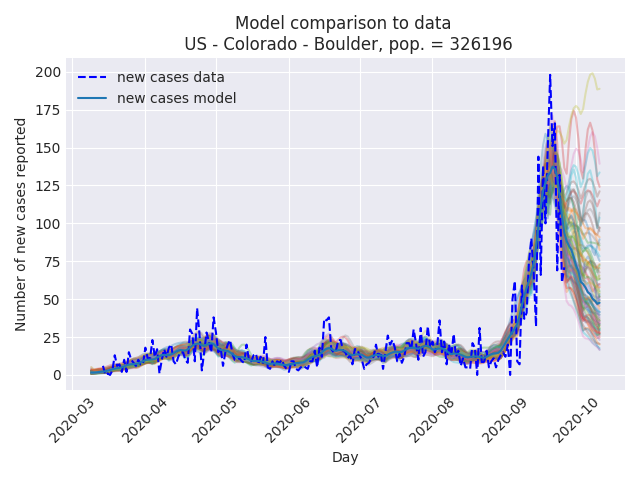 Model comparison to data
US - Colorado - Boulder, pop. = 326196
new cases data
new cases model
Number of new cases reported
200
175
150
125
100
75
50
25
0
2020-03
2020-04
2020-05
2020-06
2020-07
2020-08
2020-09
2020-10
Day